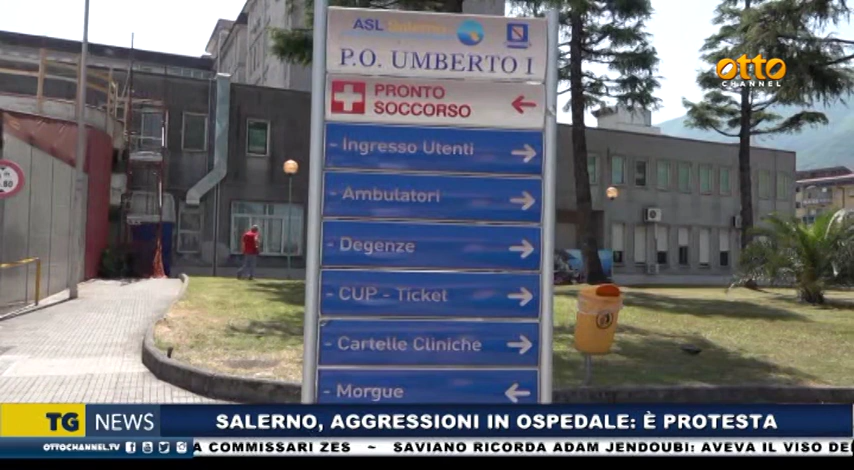 ASL Salerno
P.O. UMBERTO I
otto
CHANNEL
PRONTO
SOCCORSO
- Ingresso Utenti
- Ambulatori
- Degenze
- CUP - Ticket
- Cartelle Cliniche
- Morgue
TG NEWS
SALERNO, AGGRESSIONI IN OSPEDALE: È PROTESTA
OTTOCHANNEL.TV
A COMMISSARI ZES ~ SAVIANO RICORDA ADAM JENDOUBI: AVEVA IL VISO DE